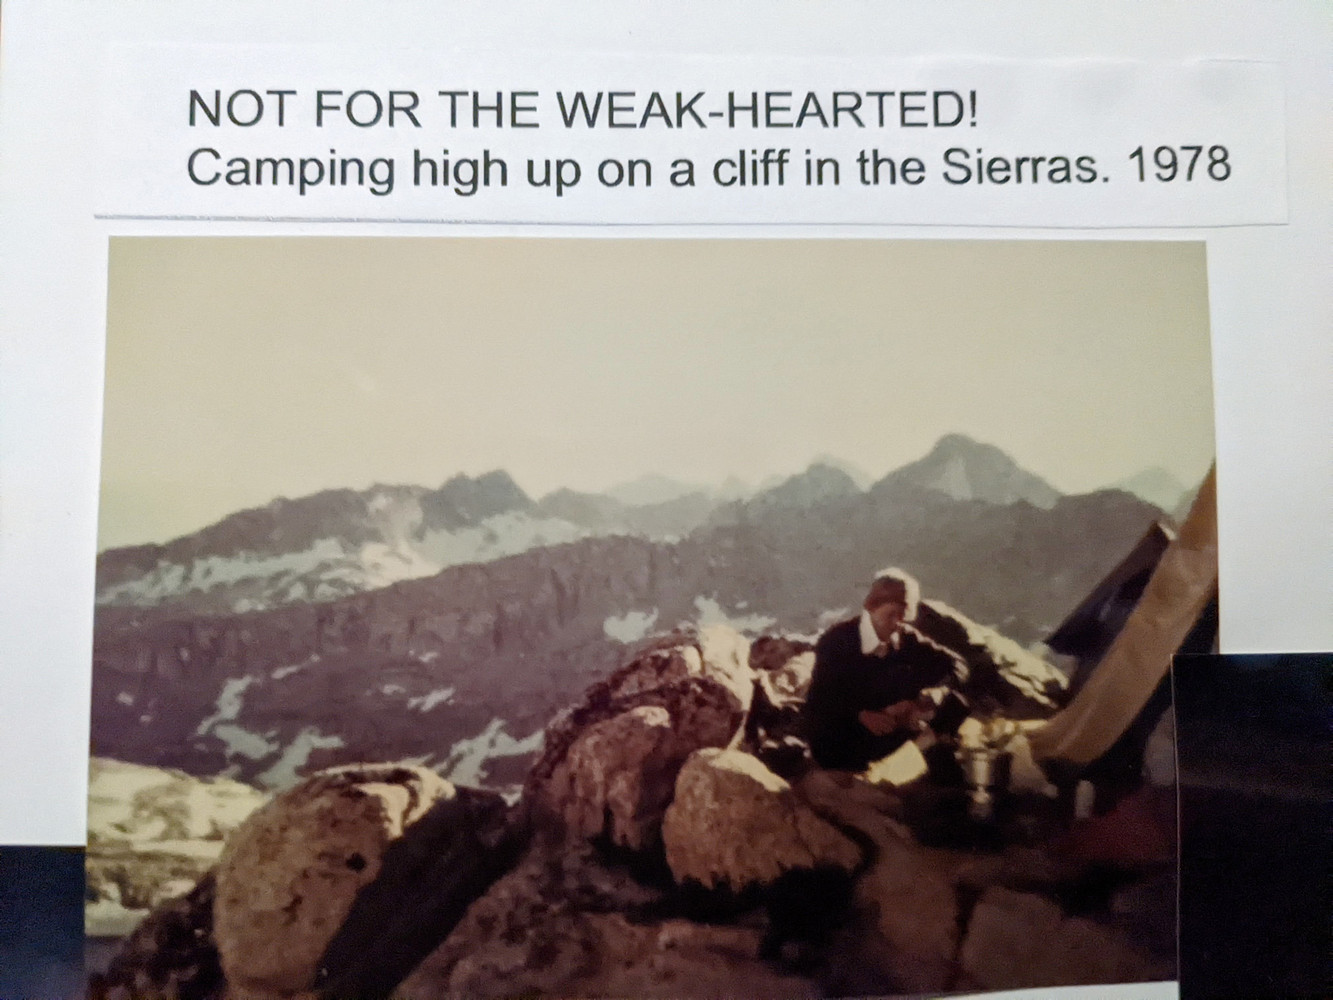 NOT FOR THE WEAK-HEARTED!
Camping high up on a cliff in the Sierras. 1978